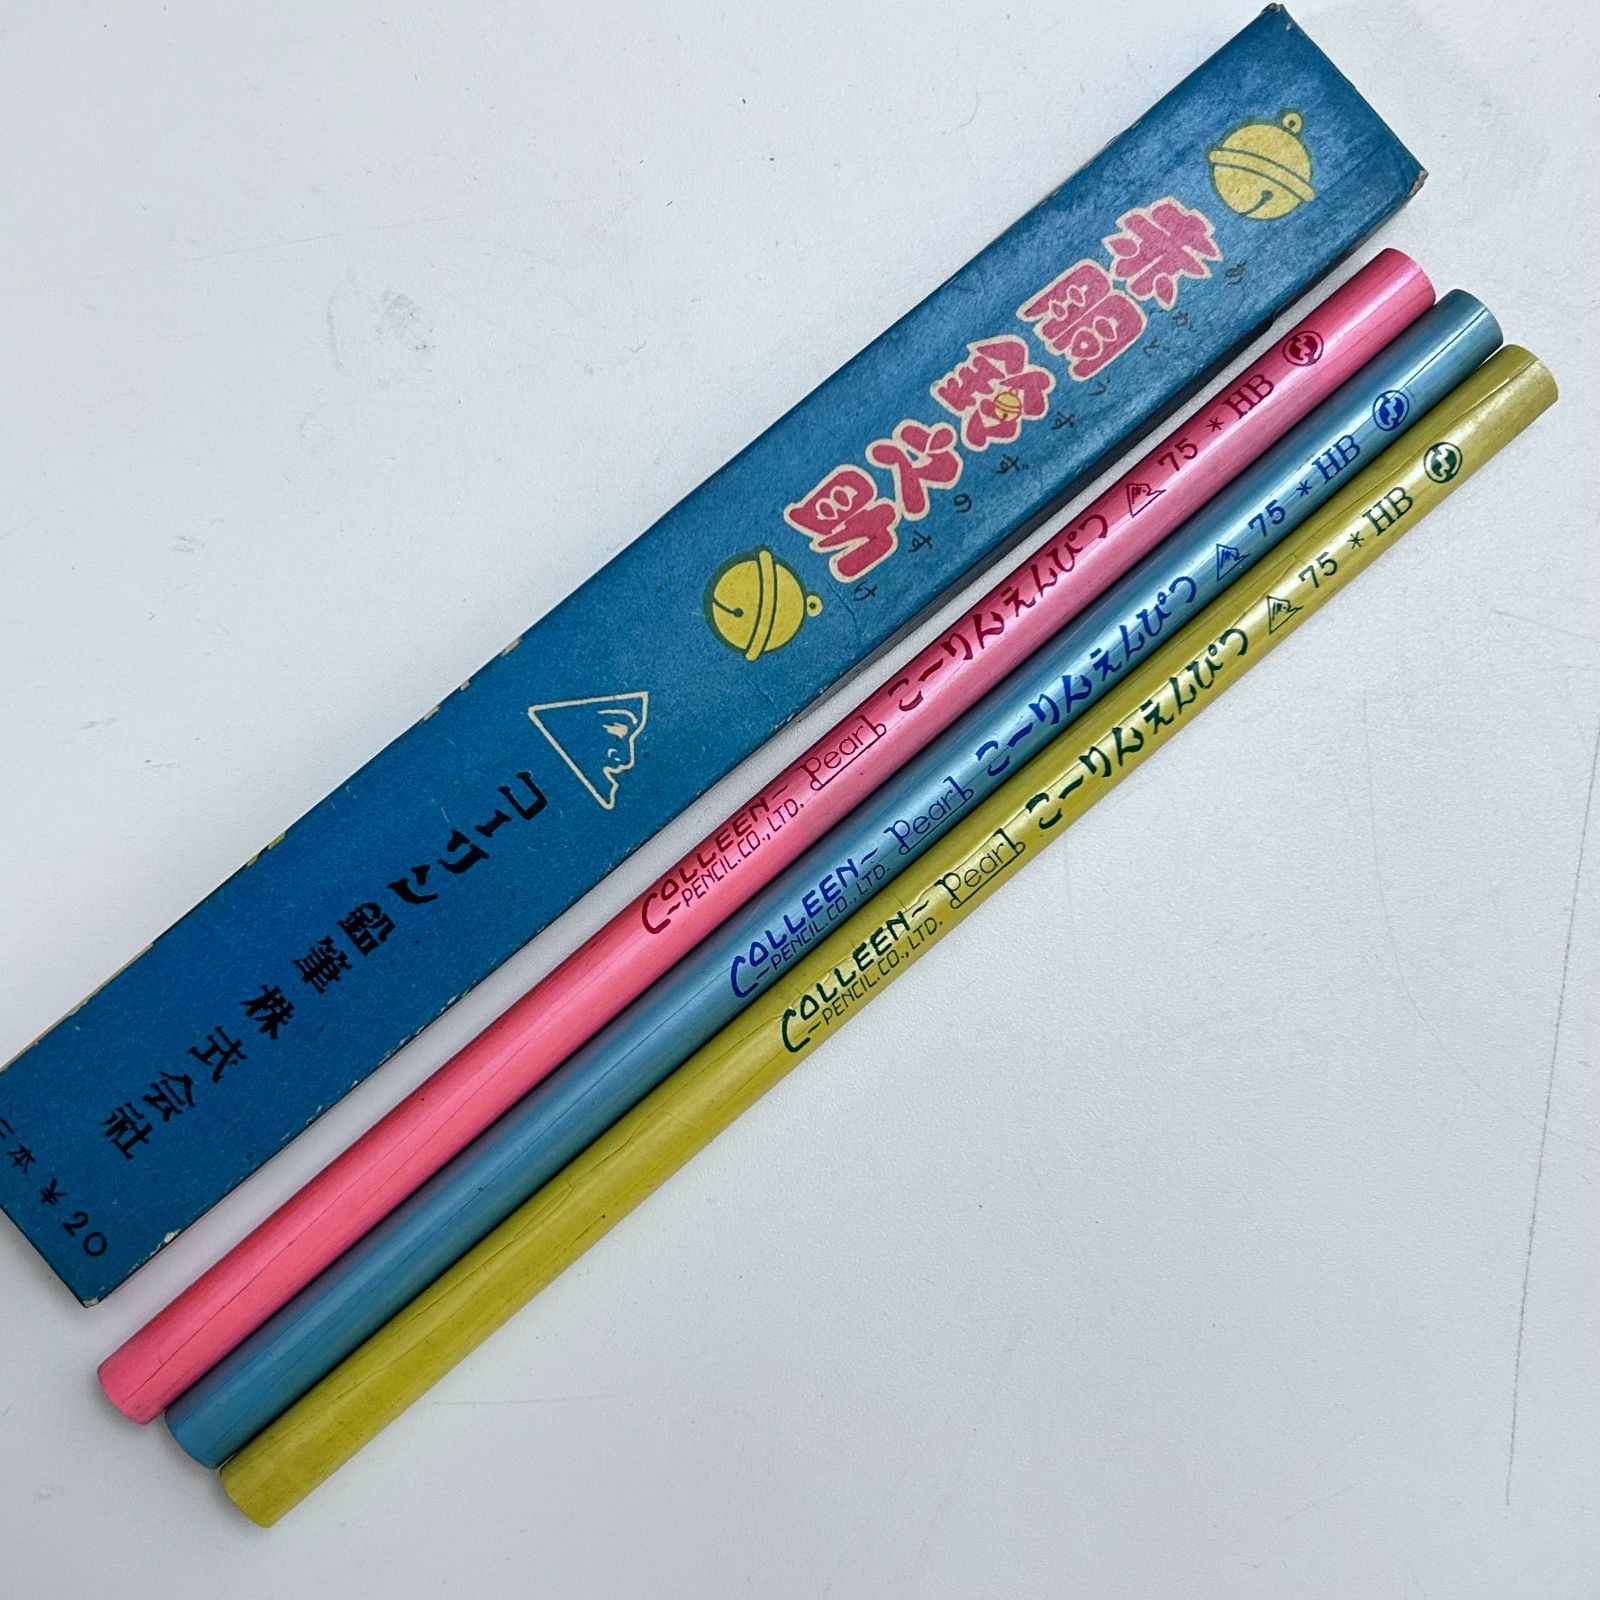 赤胴鈴之助
あかどうすずのすけ
コーリン鉛筆株式会社
本 ¥20
COLLEEN PENCIL.CO.,LTD. Pearl こーりんえんぴつ 75 * HB
COLLEEN PENCIL.CO.,LTD. Pearl こーりんえんぴつ 75 * HB
COLLEEN PENCIL.CO.,LTD. Pearl こーりんえんぴつ 75 * HB